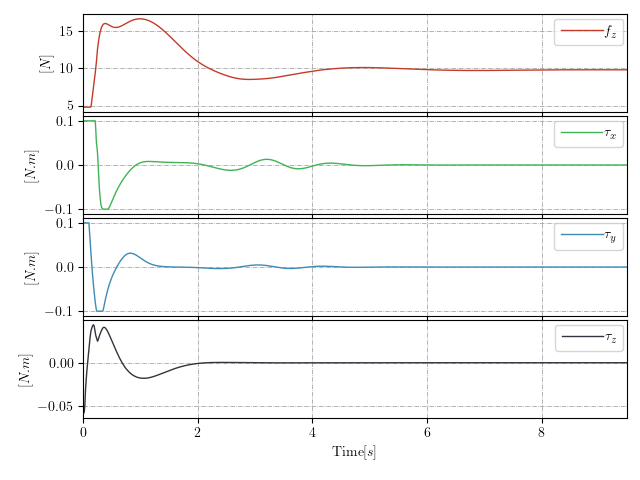 15
10
5
[N]
f_z
0.1
0.0
−0.1
[N.m]
τ_x
0.1
0.0
−0.1
[N.m]
τ_y
0.00
−0.05
[N.m]
τ_z
0 2 4 6 8
Time[s]